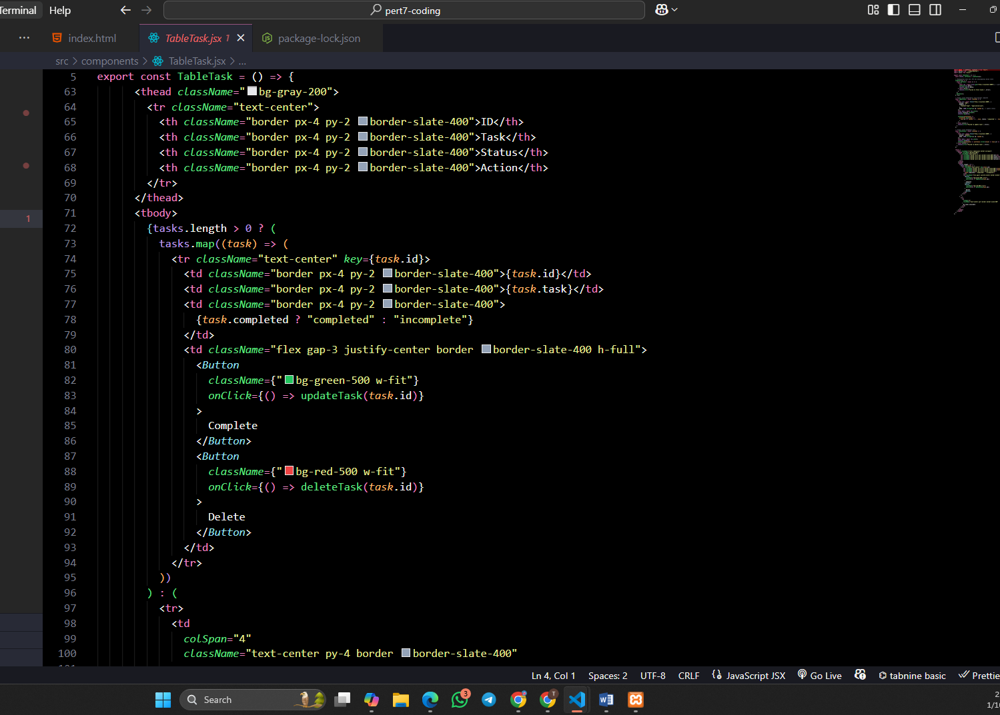 Terminal Help pert7-coding
index.html TableTask.jsx 1 package-lock.json
src > components > TableTask.jsx > ...
5 export const TableTask = () => {
63 <thead className="bg-gray-200">
64 <tr className="text-center">
65 <th className="border px-4 py-2 border-slate-400">ID</th>
66 <th className="border px-4 py-2 border-slate-400">Task</th>
67 <th className="border px-4 py-2 border-slate-400">Status</th>
68 <th className="border px-4 py-2 border-slate-400">Action</th>
69 </tr>
70 </thead>
71 <tbody>
72 {tasks.length > 0 ? (
73 tasks.map((task) => (
74 <tr className="text-center" key={task.id}>
75 <td className="border px-4 py-2 border-slate-400">{task.id}</td>
76 <td className="border px-4 py-2 border-slate-400">{task.task}</td>
77 <td className="border px-4 py-2 border-slate-400">
1
78 {task.completed ? "completed" : "incomplete"}
79 </td>
80 <td className="flex gap-3 justify-center border border-slate-400 h-full">
81 <Button
82 className={"bg-green-500 w-fit"}
83 onClick={() => updateTask(task.id)}
84 >
85 Complete
86 </Button>
87 <Button
88 className={"bg-red-500 w-fit"}
89 onClick={() => deleteTask(task.id)}
90 >
91 Delete
92 </Button>
93 </td>
94 </tr>
95 ))
96 ) : (
97 <tr>
98 <td
99 colSpan="4"
100 className="text-center py-4 border border-slate-400"
Ln 4, Col 1 Spaces: 2 UTF-8 CRLF JavaScript JSX Go Live tabnine basic Prettie
Search 3 T